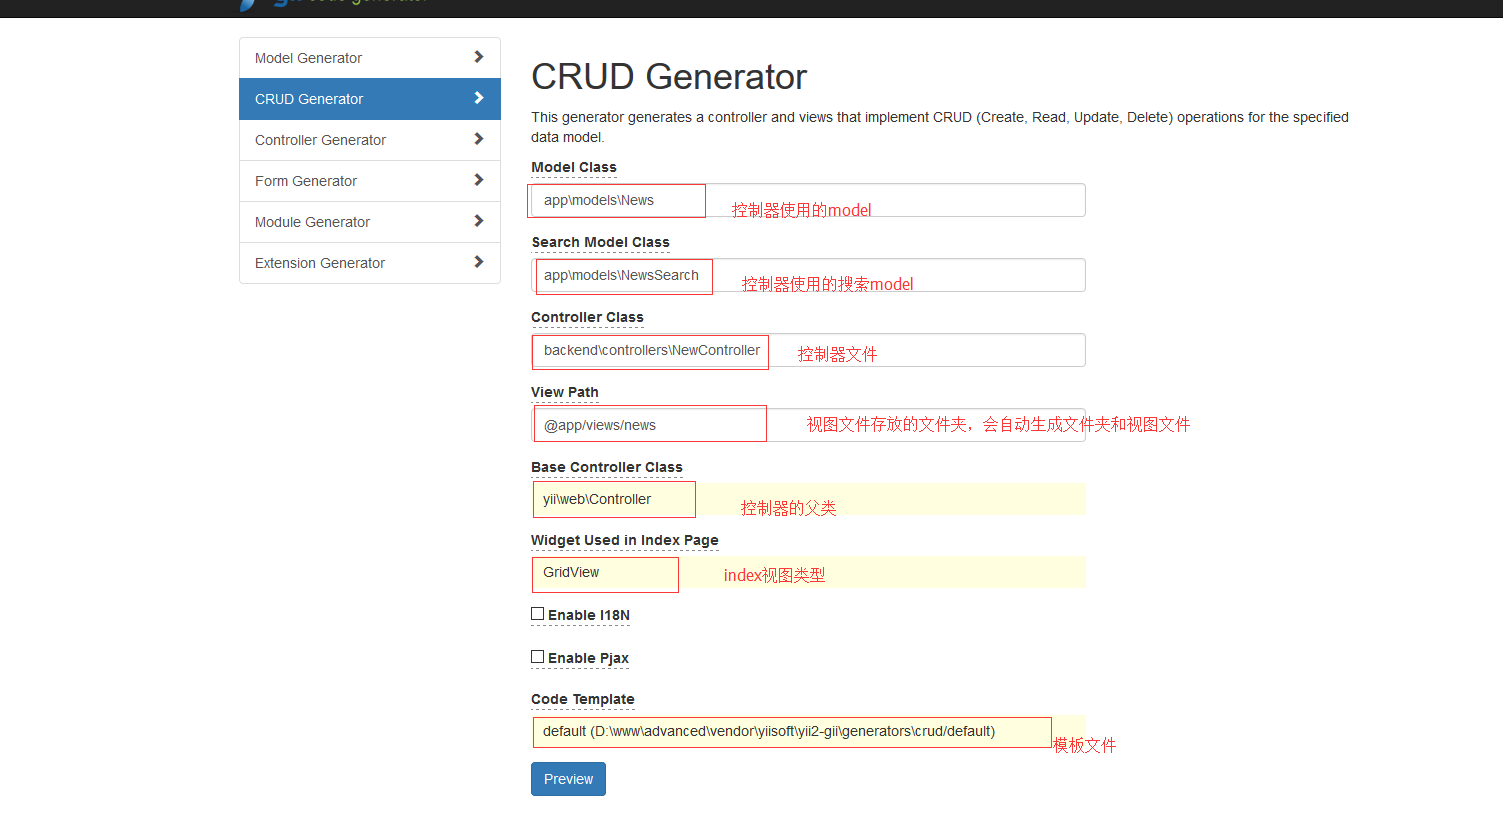 Model Generator
CRUD Generator
Controller Generator
Form Generator
Module Generator
Extension Generator
CRUD Generator
This generator generates a controller and views that implement CRUD (Create, Read, Update, Delete) operations for the specified
data model.
Model Class
app\models\News 控制器使用的model
Search Model Class
app\models\NewsSearch 控制器使用的搜索model
Controller Class
backend\controllers\NewController 控制器文件
View Path
@app/views/news 视图文件存放的文件夹，会自动生成文件夹和视图文件
Base Controller Class
yii\web\Controller 控制器的父类
Widget Used in Index Page
GridView index视图类型
Enable I18N
Enable Pjax
Code Template
default (D:\www\advanced\vendor\yiisoft\yii2-gii\generators\crud/default) 模板文件
Preview